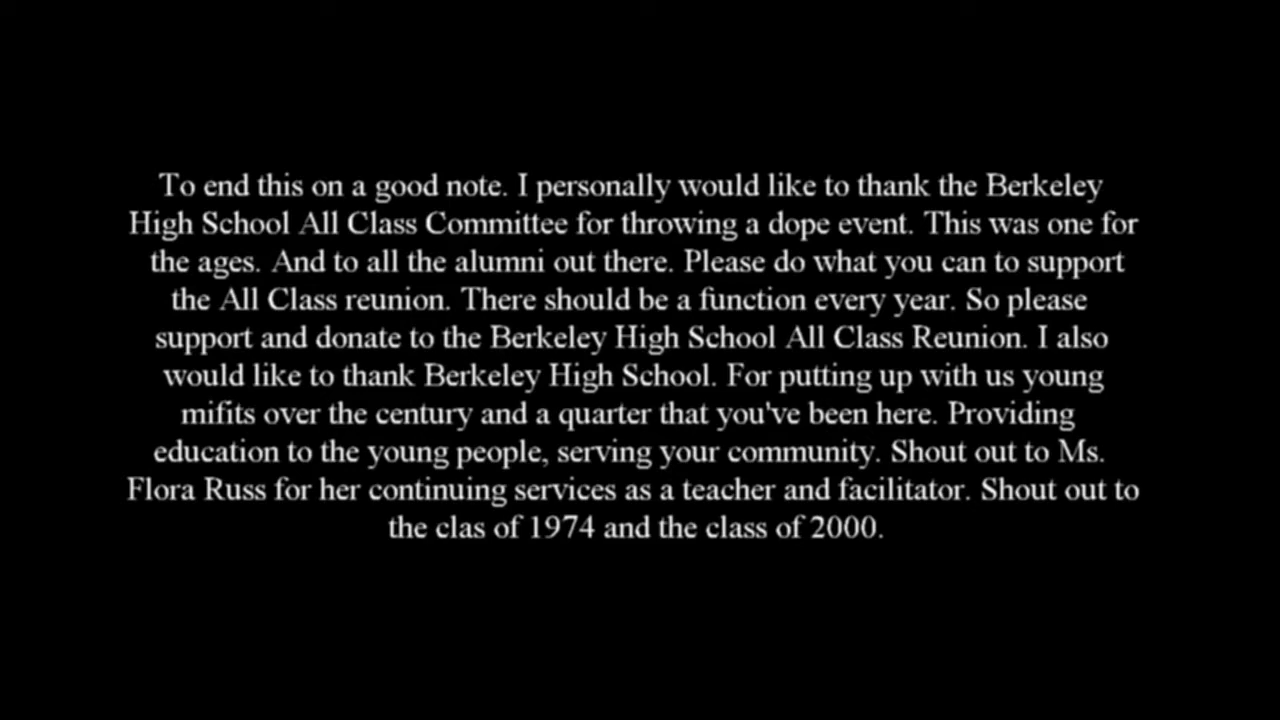 To end this on a good note. I personally would like to thank the Berkeley
High School All Class Committee for throwing a dope event. This was one for
the ages. And to all the alumni out there. Please do what you can to support
the All Class reunion. There should be a function every year. So please
support and donate to the Berkeley High School All Class Reunion. I also
would like to thank Berkeley High School. For putting up with us young
mifits over the century and a quarter that you've been here. Providing
education to the young people, serving your community. Shout out to Ms.
Flora Russ for her continuing services as a teacher and facilitator. Shout out to
the clas of 1974 and the class of 2000.